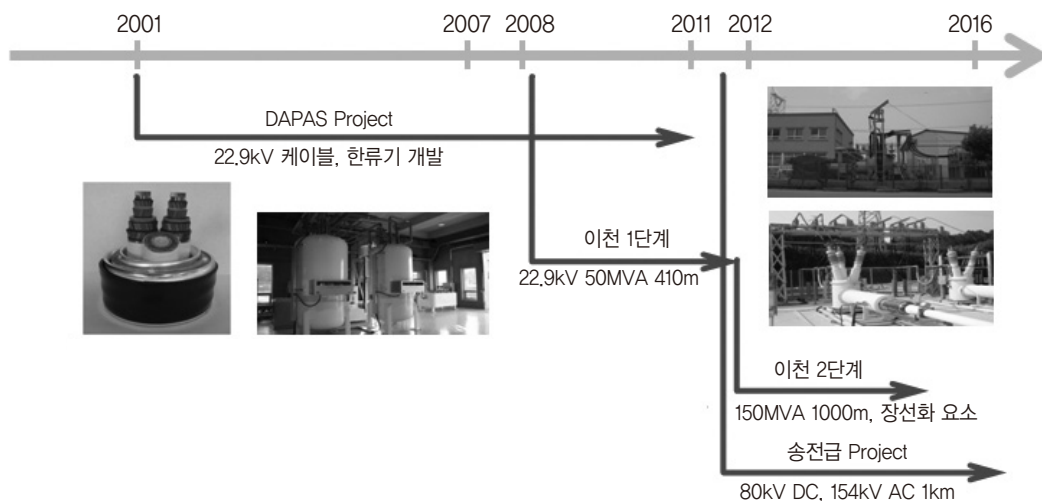 2001 2007 2008 2011 2012 2016
DAPAS Project
22.9kV 케이블, 한류기 개발
이천 1단계
22.9kV 50MVA 410m
이천 2단계
150MVA 1000m, 장선화 요소
송전급 Project
80kV DC, 154kV AC 1km